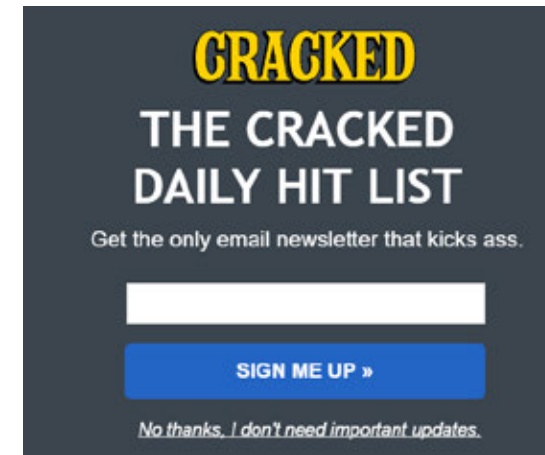 CRACKED
THE CRACKED
DAILY HIT LIST
Get the only email newsletter that kicks ass.
SIGN ME UP »
No thanks, I don't need important updates.